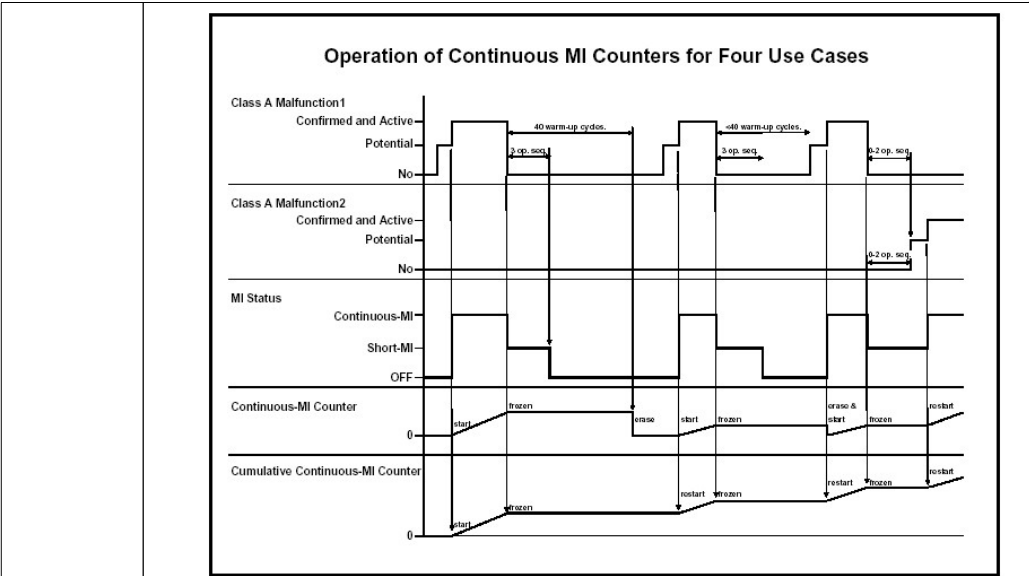 Operation of Continuous MI Counters for Four Use Cases
Class A Malfunction1
Confirmed and Active
40 warm-up cycles.
<40 warm-up cycles.
Potential
3 op. seq.
3 op. seq.
0-2 op. seq.
No
Class A Malfunction2
Confirmed and Active
Potential
0-2 op. seq.
No
MI Status
Continuous-MI
Short-MI
OFF
Continuous-MI Counter
frozen
erase &
restart
start
erase
start
frozen
start
frozen
0
Cumulative Continuous-MI Counter
restart
restart
frozen
restart
frozen
frozen
start
0